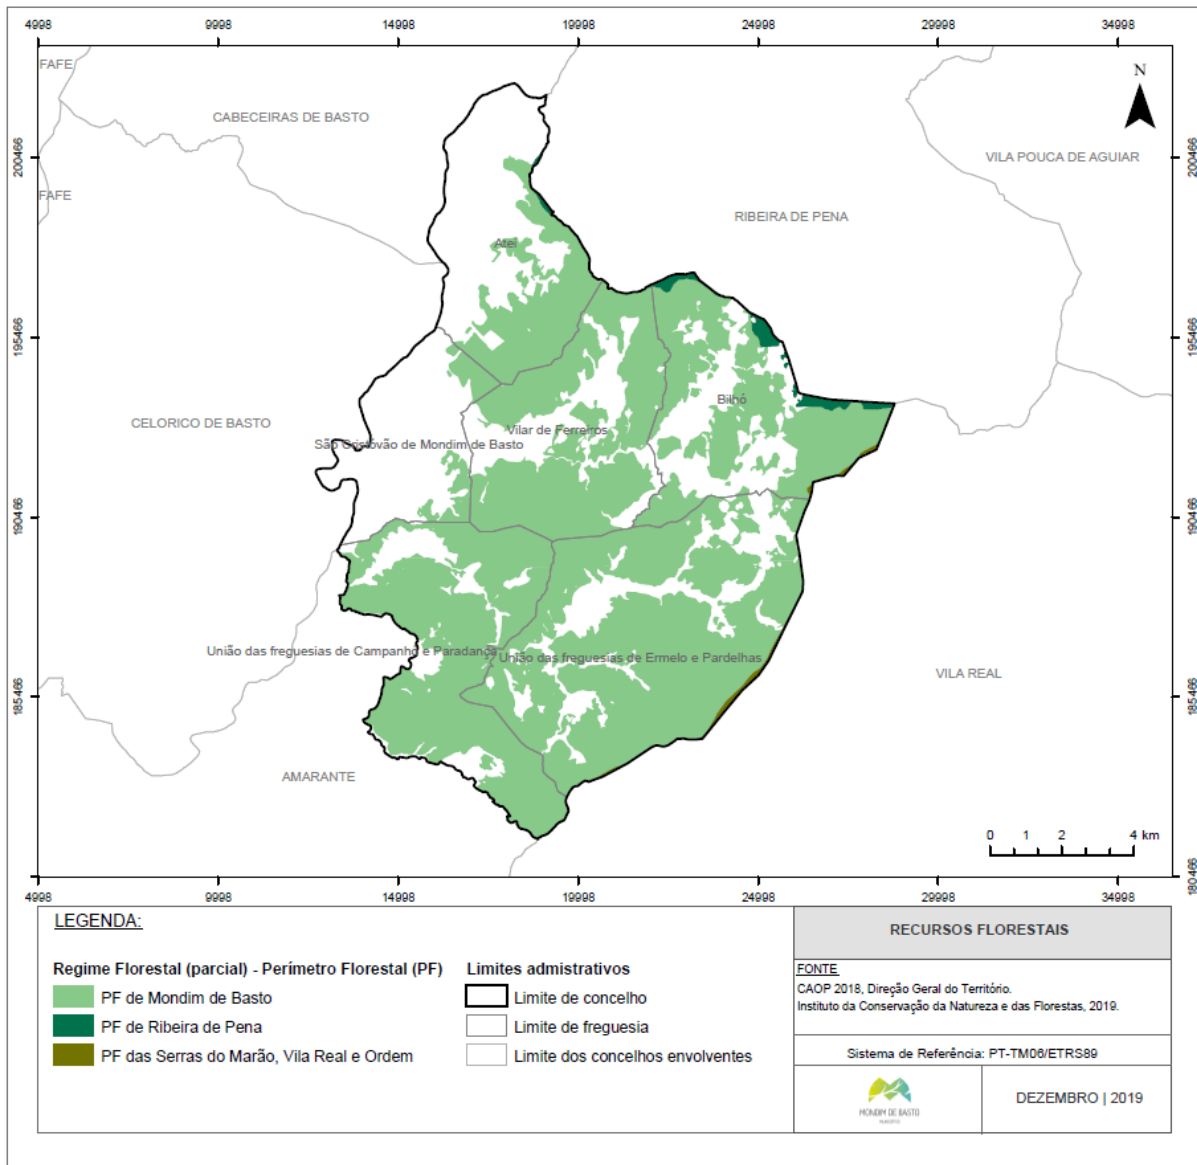 4998 9998 14998 19998 24998 29998 34998
FAFE
N
CABECEIRAS DE BASTO
200466
VILA POUCA DE AGUIAR
200466
FAFE
RIBEIRA DE PENA
Atei
195466
195466
Bilhó
CELORICO DE BASTO
Vilar de Ferreiros
São Cristóvão de Mondim de Basto
190466
190466
União das freguesias de Campanhó e Paradança
União das freguesias de Ermelo e Pardelhas
VILA REAL
185466
185466
AMARANTE
0 1 2 4 km
180466
4998 9998 14998 19998 24998 29998 34998
LEGENDA:
Regime Florestal (parcial) - Perímetro Florestal (PF)
PF de Mondim de Basto
PF de Ribeira de Pena
PF das Serras do Marão, Vila Real e Ordem
Limites admistrativos
Limite de concelho
Limite de freguesia
Limite dos concelhos envolventes
RECURSOS FLORESTAIS
FONTE
CAOP 2018, Direção Geral do Território.
Instituto da Conservação da Natureza e das Florestas, 2019.
Sistema de Referência: PT-TM06/ETRS89
MONDIM DE BASTO
MUNICÍPIO
DEZEMBRO | 2019